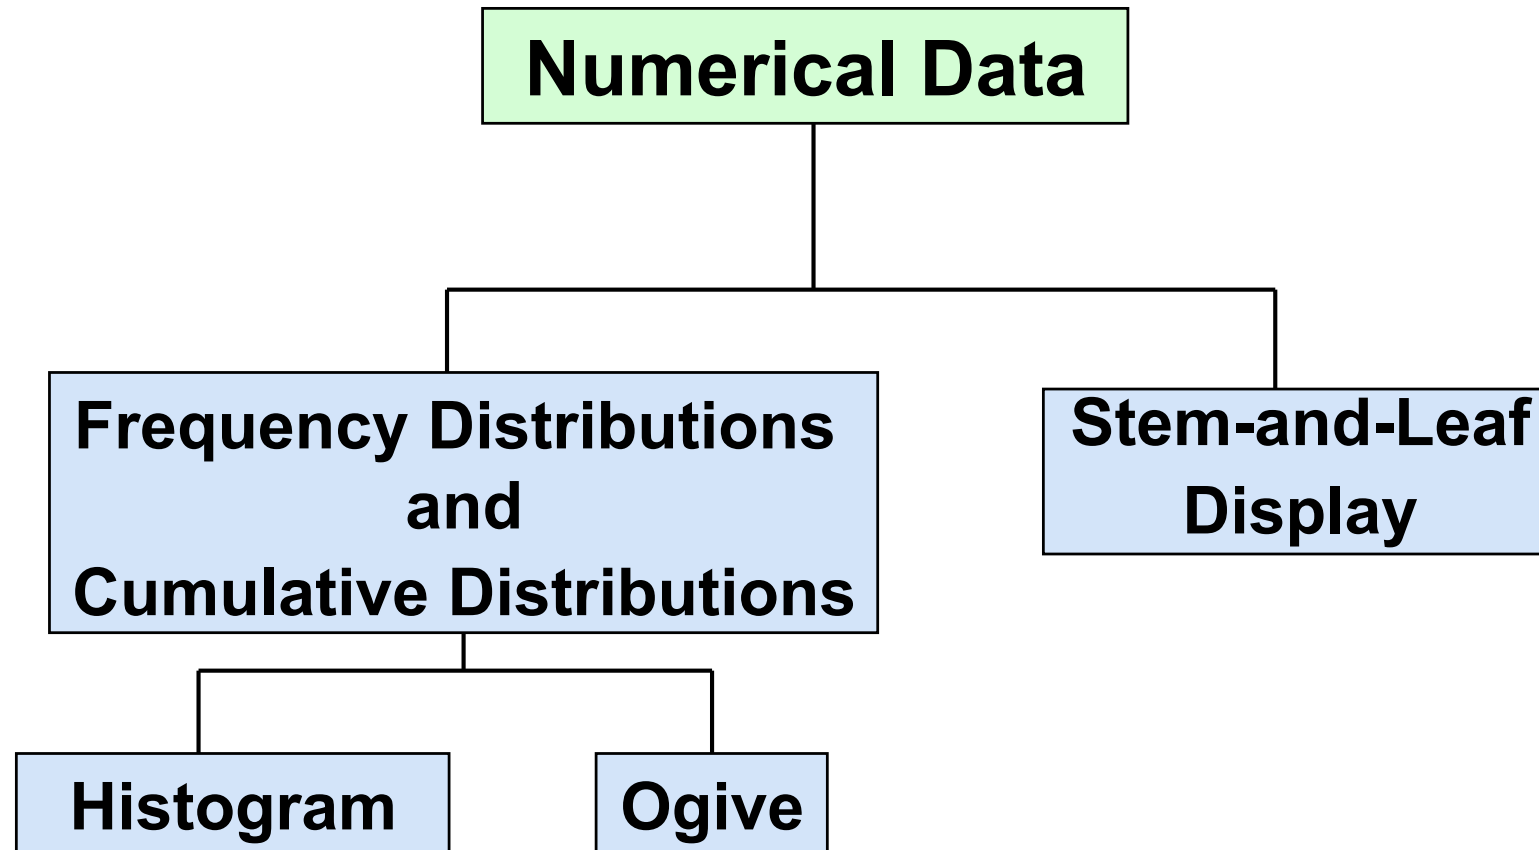 Numerical Data
Frequency Distributions
and
Cumulative Distributions
Stem-and-Leaf
Display
Histogram
Ogive